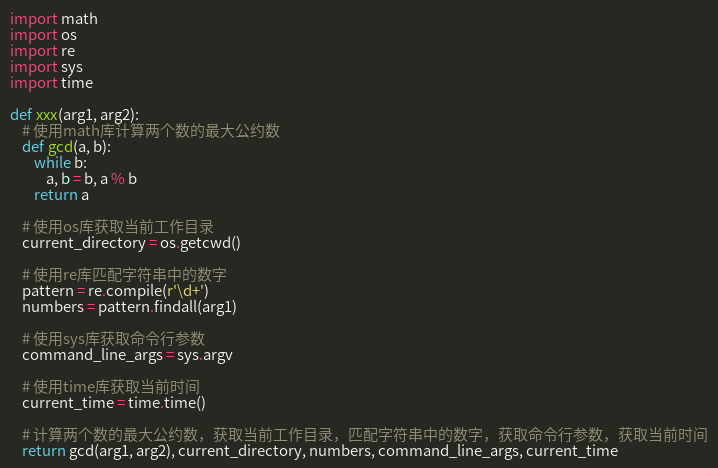 import math
import os
import re
import sys
import time
def xxx(arg1, arg2):
# 使用math库计算两个数的最大公约数
def gcd(a, b):
while b:
a, b = b, a % b
return a
# 使用os库获取当前工作目录
current_directory = os.getcwd()
# 使用re库匹配字符串中的数字
pattern = re.compile(r'\d+')
numbers = pattern.findall(arg1)
# 使用sys库获取命令行参数
command_line_args = sys.argv
# 使用time库获取当前时间
current_time = time.time()
# 计算两个数的最大公约数，获取当前工作目录，匹配字符串中的数字，获取命令行参数，获取当前时间
return gcd(arg1, arg2), current_directory, numbers, command_line_args, current_time